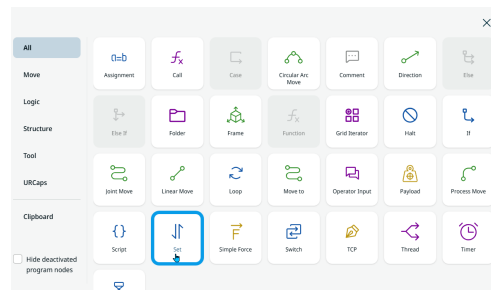 All
Move
Logic
Structure
Tool
URCaps
Clipboard
Hide deactivated
program nodes
a=b
Assignment
Call
Case
Circular Arc
Move
Comment
Direction
Else
Else If
Folder
Frame
Function
Grid Iterator
Halt
If
Joint Move
Linear Move
Loop
Move to
Operator Input
Payload
Process Move
Script
Set
F
Simple Force
Switch
TCP
Thread
Timer